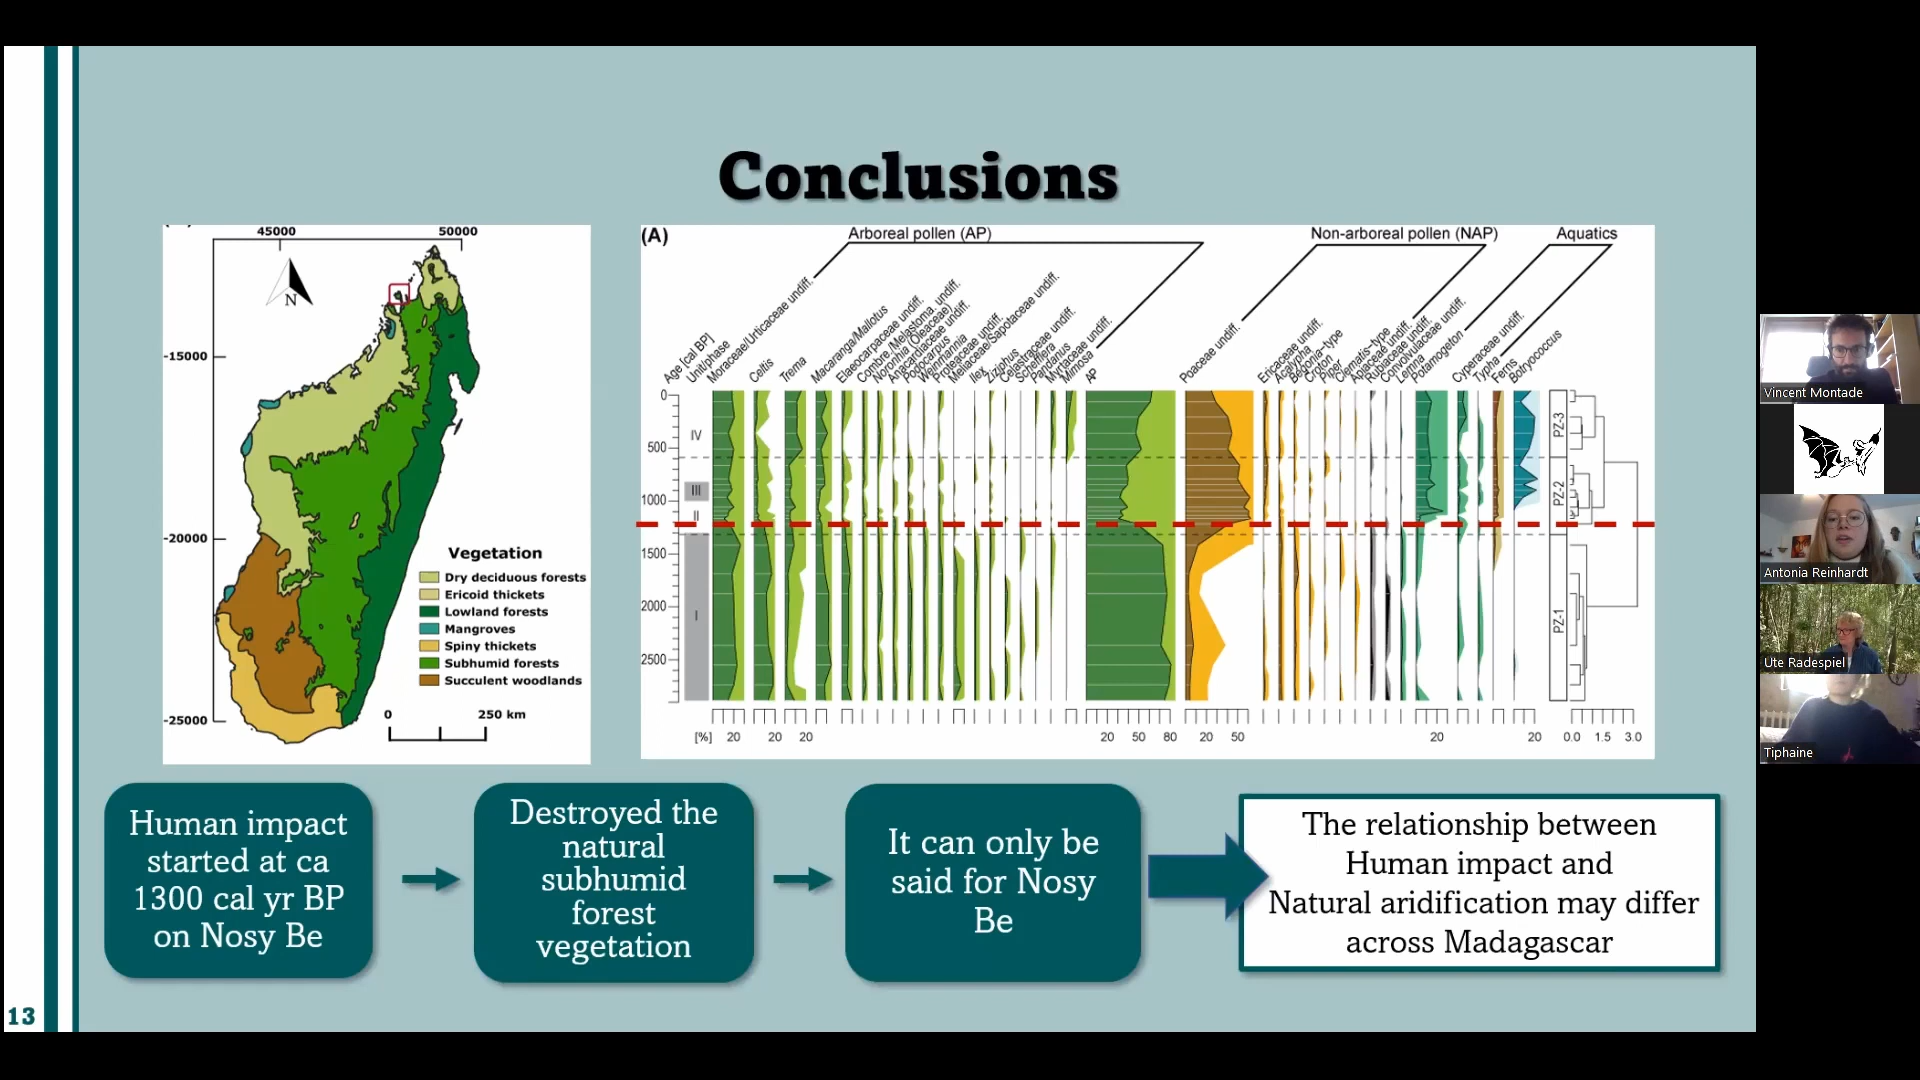 Conclusions
45000
50000
N
-15000
-20000
-25000
Vegetation
Dry deciduous forests
Ericoid thickets
Lowland forests
Mangroves
Spiny thickets
Subhumid forests
Succulent woodlands
0
250 km
(A)
Arboreal pollen (AP)
Non-arboreal pollen (NAP)
Aquatics
Age [cal BP]
Unit/phase
Moraceae/Urticaceae undiff.
Celtis
Trema
Macaranga/Mallotus
Elaeocarpaceae undiff.
Combre./Melastoma. undiff.
Noronhia (Oleaceae)
Anacardiaceae undiff.
Podocarpus
Weinmannia
Proteaceae undiff.
Meliaceae/Sapotaceae undiff.
Ilex
Ziziphus
Celastraceae undiff.
Schefflera
Pandanus
Myrtaceae undiff.
Mimosa
AP
Poaceae undiff.
Ericaceae undiff.
Acalypha
Begonia-type
Croton
Piper
Clematis-type
Apiaceae undiff.
Rubiaceae undiff.
Convolvulaceae undiff.
Lemna
Potamogeton
Cyperaceae undiff.
Typha
Ferns
Botryococcus
0
500
1000
1500
2000
2500
IV
III
II
I
PZ-3
PZ-2
PZ-1
[%] 20 20 20 20 50 80 20 50 20 20 0.0 1.5 3.0
Human impact
started at ca
1300 cal yr BP
on Nosy Be
Destroyed the
natural
subhumid
forest
vegetation
It can only be
said for Nosy
Be
The relationship between
Human impact and
Natural aridification may differ
across Madagascar
13
Vincent Montade
Antonia Reinhardt
Ute Radespiel
Tiphaine